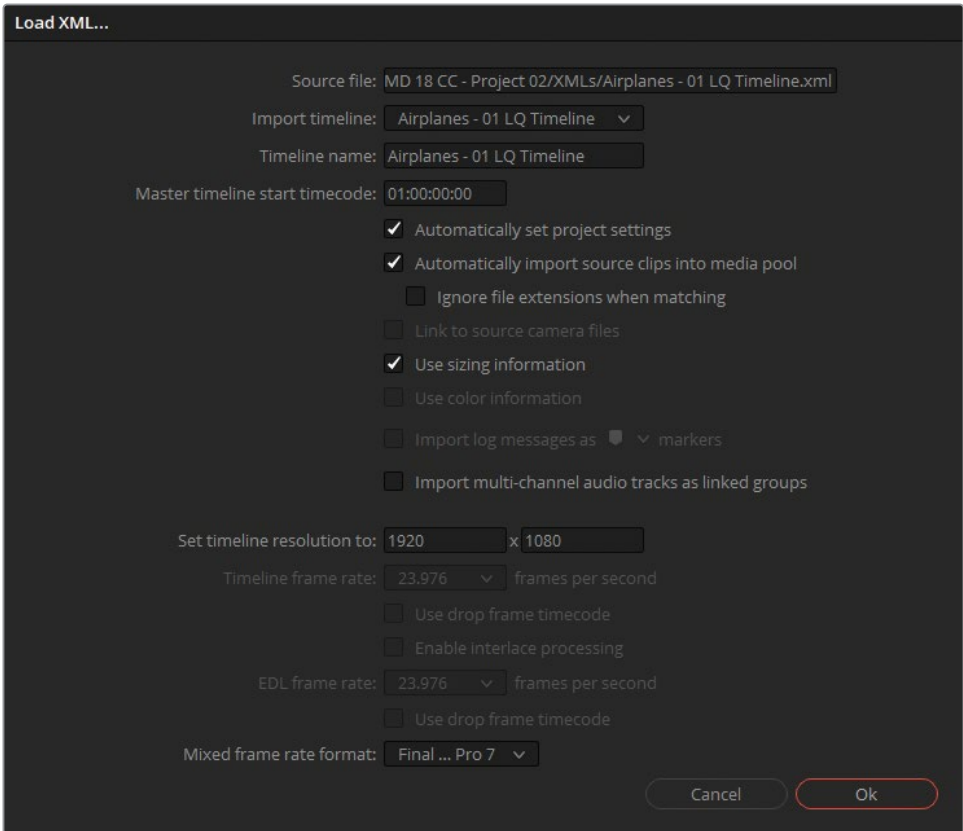 Load XML...
Source file: MD 18 CC - Project 02/XMLs/Airplanes - 01 LQ Timeline.xml
Import timeline: Airplanes - 01 LQ Timeline
Timeline name: Airplanes - 01 LQ Timeline
Master timeline start timecode: 01:00:00:00
Automatically set project settings
Automatically import source clips into media pool
Ignore file extensions when matching
Link to source camera files
Use sizing information
Use color information
Import log messages as markers
Import multi-channel audio tracks as linked groups
Set timeline resolution to: 1920 x 1080
Timeline frame rate: 23.976 frames per second
Use drop frame timecode
Enable interlace processing
EDL frame rate: 23.976 frames per second
Use drop frame timecode
Mixed frame rate format: Final ... Pro 7
Cancel Ok